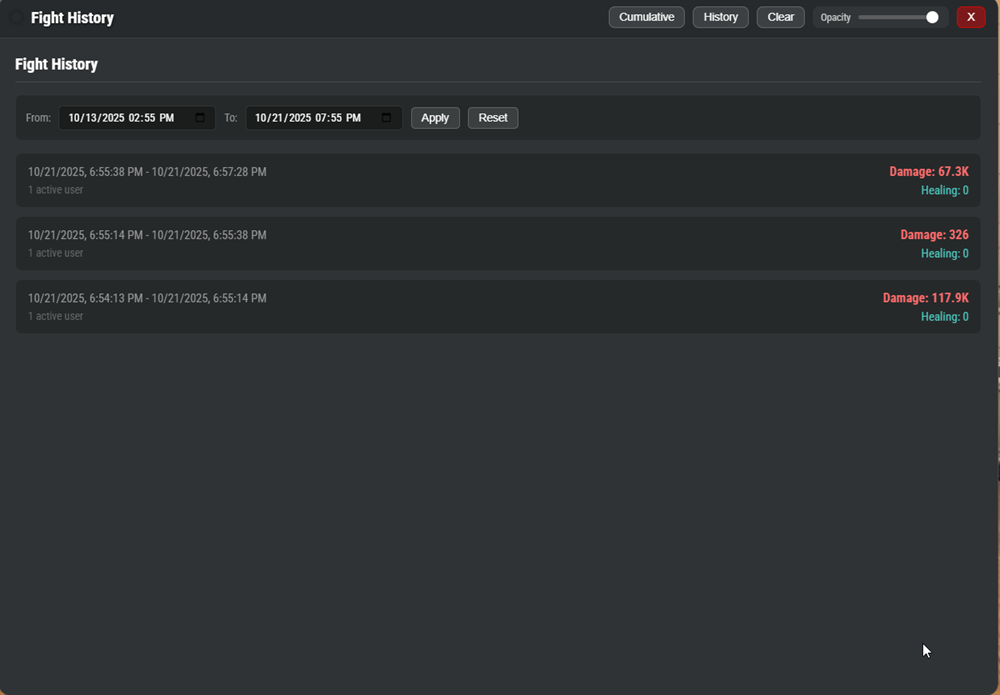 Fight History Cumulative History Clear Opacity X
Fight History
From: 10/13/2025 02:55 PM To: 10/21/2025 07:55 PM Apply Reset
10/21/2025, 6:55:38 PM - 10/21/2025, 6:57:28 PM Damage: 67.3K
1 active user Healing: 0
10/21/2025, 6:55:14 PM - 10/21/2025, 6:55:38 PM Damage: 326
1 active user Healing: 0
10/21/2025, 6:54:13 PM - 10/21/2025, 6:55:14 PM Damage: 117.9K
1 active user Healing: 0